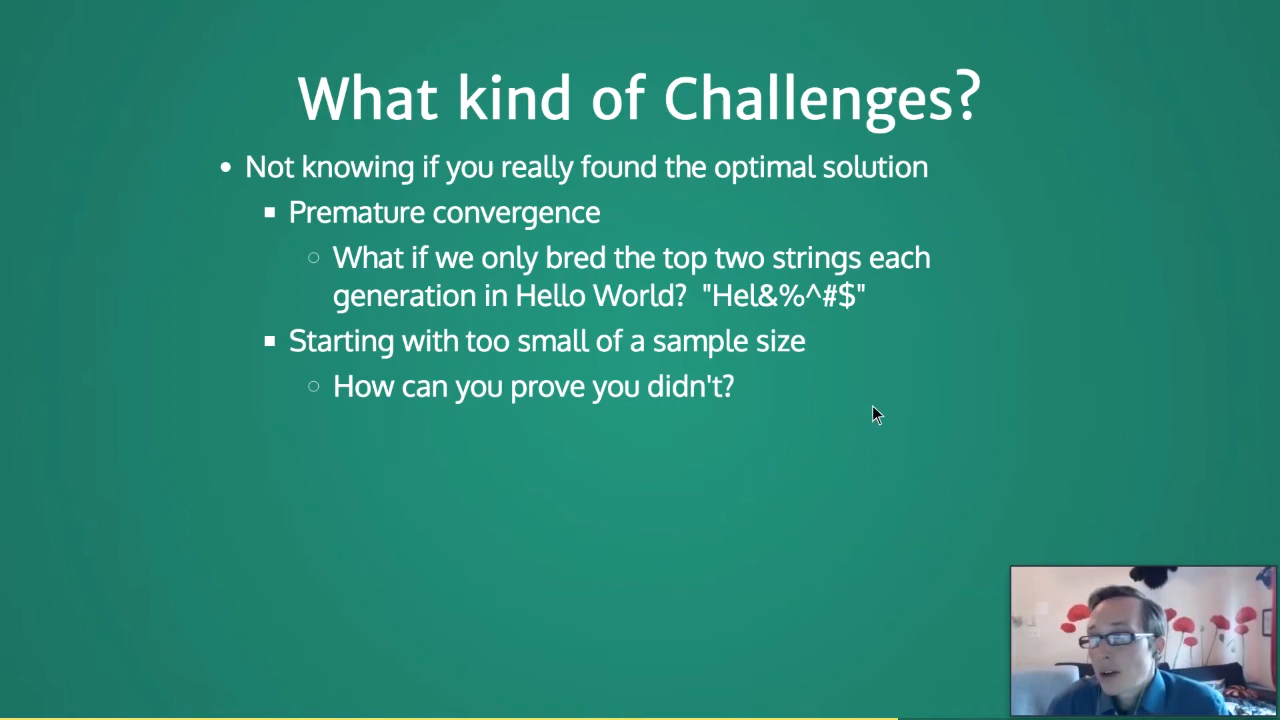 What kind of Challenges?
• Not knowing if you really found the optimal solution
▪ Premature convergence
○ What if we only bred the top two strings each
generation in Hello World?  "Hel&%^#$"
▪ Starting with too small of a sample size
○ How can you prove you didn't?